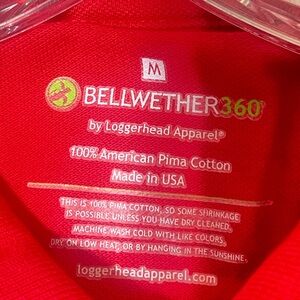 M
BELLWETHER360°
by Loggerhead Apparel®
100% American Pima Cotton
Made in USA
THIS IS 100% PIMA COTTON, SO SOME SHRINKAGE
IS POSSIBLE UNLESS YOU HAVE DRY CLEANED.
MACHINE WASH COLD WITH LIKE COLORS,
DRY ON LOW HEAT, OR BY HANGING IN THE SUNSHINE.
loggerheadapparel.com